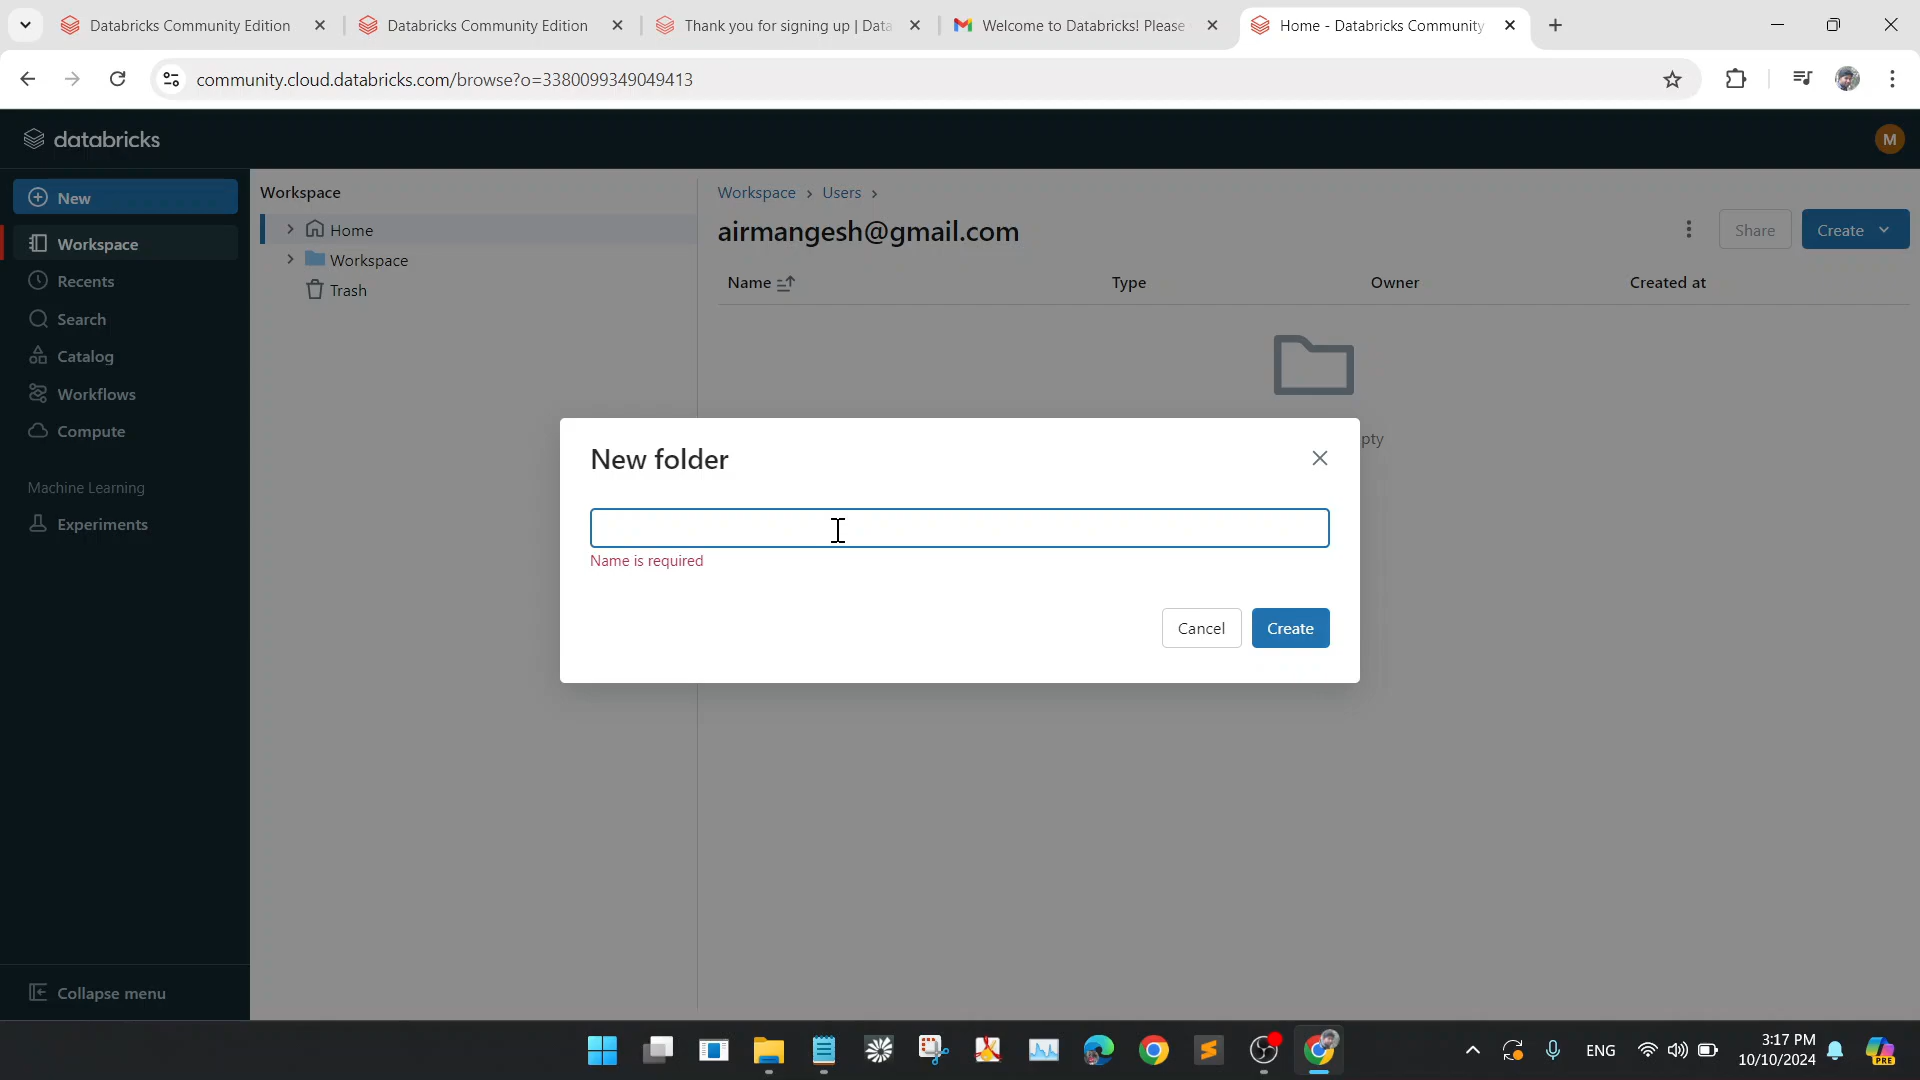 Databricks Community Edition
Databricks Community Edition
Thank you for signing up | Data
Welcome to Databricks! Please
Home - Databricks Community
community.cloud.databricks.com/browse?o=3380099349049413
databricks
M
New
Workspace
Recents
Search
Catalog
Workflows
Compute
Machine Learning
Experiments
Collapse menu
Workspace
Home
Workspace
Trash
Workspace > Users >
airmangesh@gmail.com
Share
Create
Name
Type
Owner
Created at
pty
New folder
Name is required
Cancel
Create
ENG
3:17 PM
10/10/2024
PRE